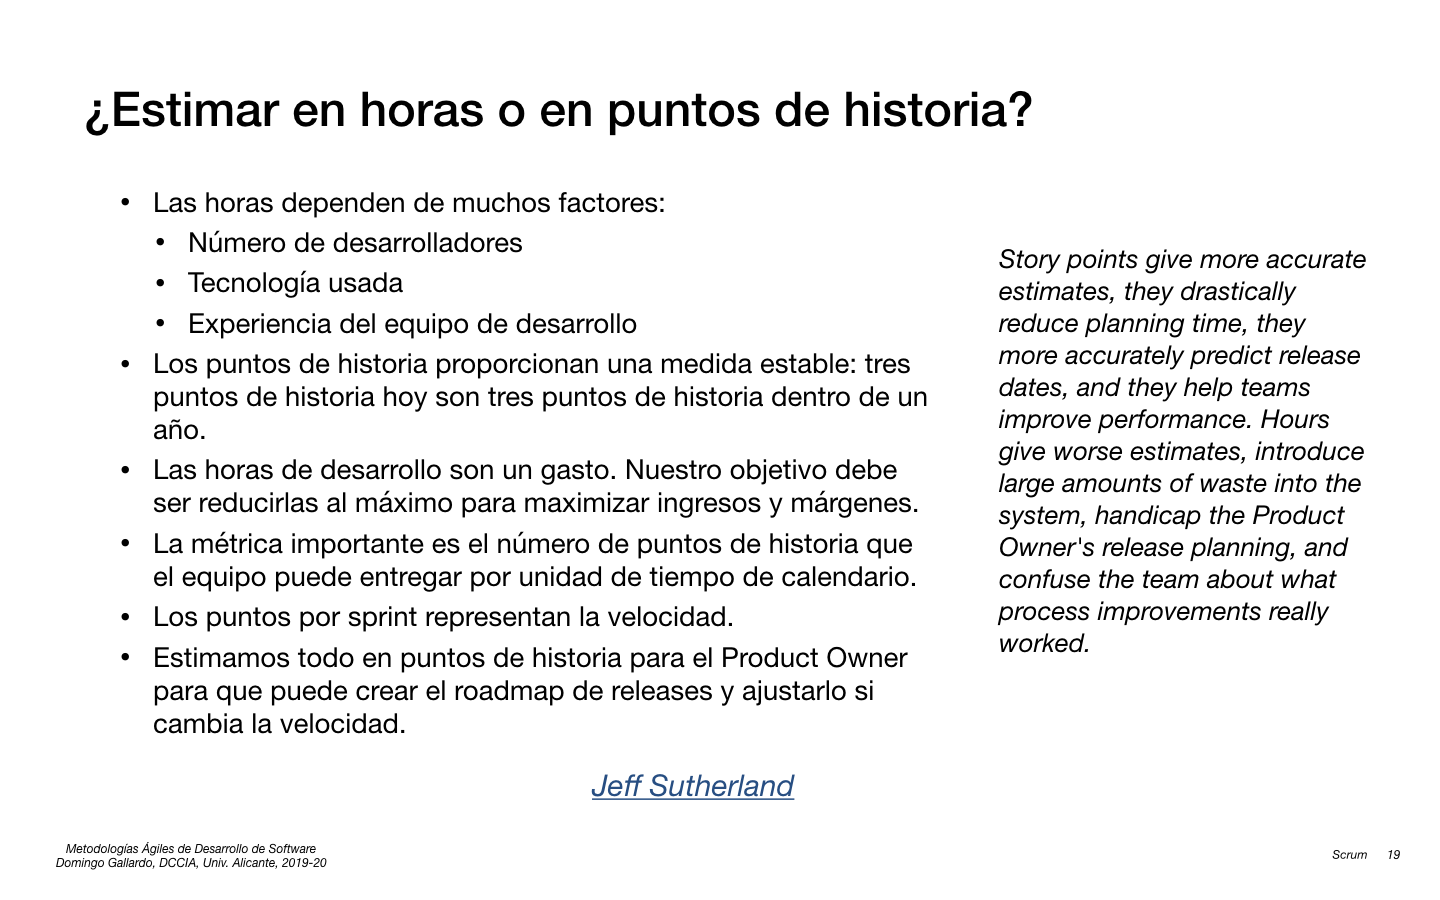 ¿Estimar en horas o en puntos de historia?
• Las horas dependen de muchos factores:
• Número de desarrolladores
• Tecnología usada
• Experiencia del equipo de desarrollo
• Los puntos de historia proporcionan una medida estable: tres
puntos de historia hoy son tres puntos de historia dentro de un
año.
• Las horas de desarrollo son un gasto. Nuestro objetivo debe
ser reducirlas al máximo para maximizar ingresos y márgenes.
• La métrica importante es el número de puntos de historia que
el equipo puede entregar por unidad de tiempo de calendario.
• Los puntos por sprint representan la velocidad.
• Estimamos todo en puntos de historia para el Product Owner
para que puede crear el roadmap de releases y ajustarlo si
cambia la velocidad.
Story points give more accurate
estimates, they drastically
reduce planning time, they
more accurately predict release
dates, and they help teams
improve performance. Hours
give worse estimates, introduce
large amounts of waste into the
system, handicap the Product
Owner's release planning, and
confuse the team about what
process improvements really
worked.
Jeff Sutherland
Metodologías Ágiles de Desarrollo de Software
Domingo Gallardo, DCCIA, Univ. Alicante, 2019-20
Scrum 19